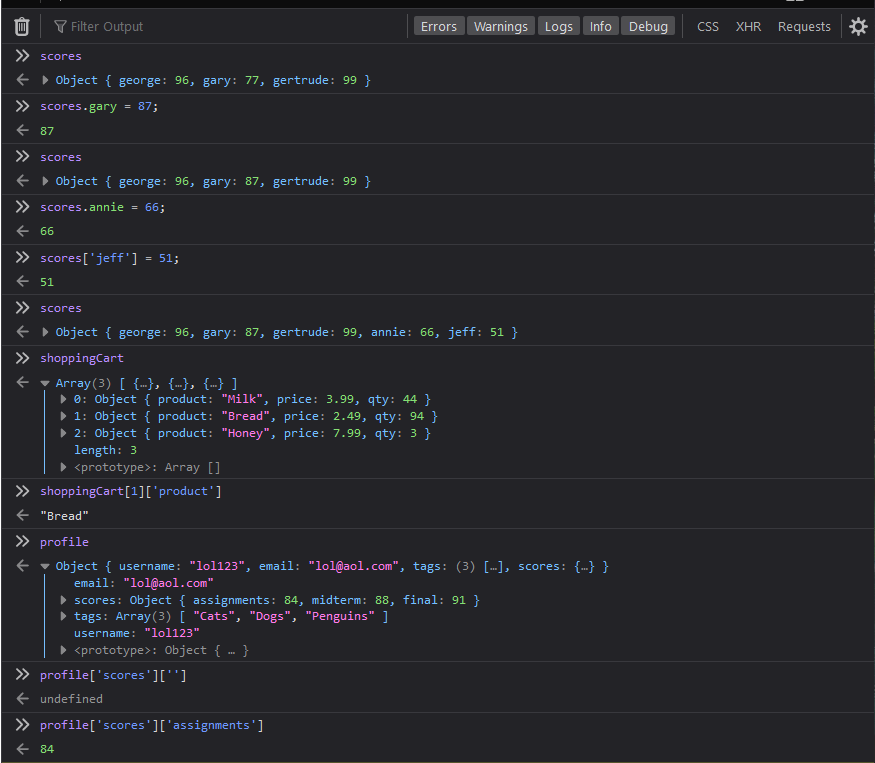 Filter Output Errors Warnings Logs Info Debug CSS XHR Requests
scores
Object { george: 96, gary: 77, gertrude: 99 }
scores.gary = 87;
87
scores
Object { george: 96, gary: 87, gertrude: 99 }
scores.annie = 66;
66
scores['jeff'] = 51;
51
scores
Object { george: 96, gary: 87, gertrude: 99, annie: 66, jeff: 51 }
shoppingCart
Array(3) [ {…}, {…}, {…} ]
0: Object { product: "Milk", price: 3.99, qty: 44 }
1: Object { product: "Bread", price: 2.49, qty: 94 }
2: Object { product: "Honey", price: 7.99, qty: 3 }
length: 3
<prototype>: Array []
shoppingCart[1]['product']
"Bread"
profile
Object { username: "lol123", email: "lol@aol.com", tags: (3) […], scores: {…} }
email: "lol@aol.com"
scores: Object { assignments: 84, midterm: 88, final: 91 }
tags: Array(3) [ "Cats", "Dogs", "Penguins" ]
username: "lol123"
<prototype>: Object { … }
profile['scores']['']
undefined
profile['scores']['assignments']
84